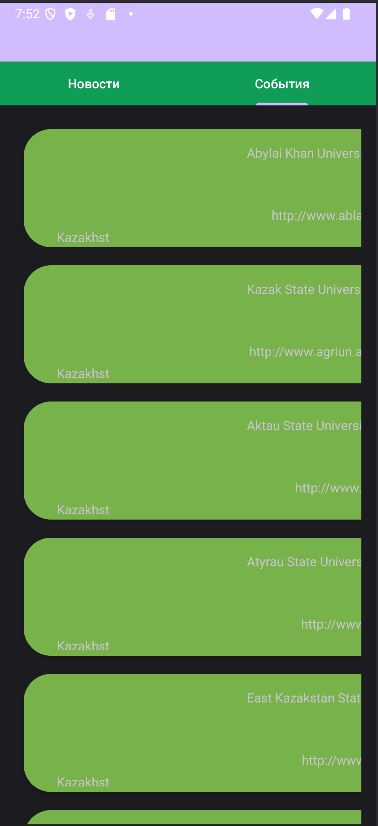 7:52
Новости
События
Abylai Khan Univers
http://www.abla
Kazakhst
Kazak State Univers
http://www.agriun.a
Kazakhst
Aktau State Universi
http://www.
Kazakhst
Atyrau State Univers
http://www
Kazakhst
East Kazakstan Stat
http://www
Kazakhst